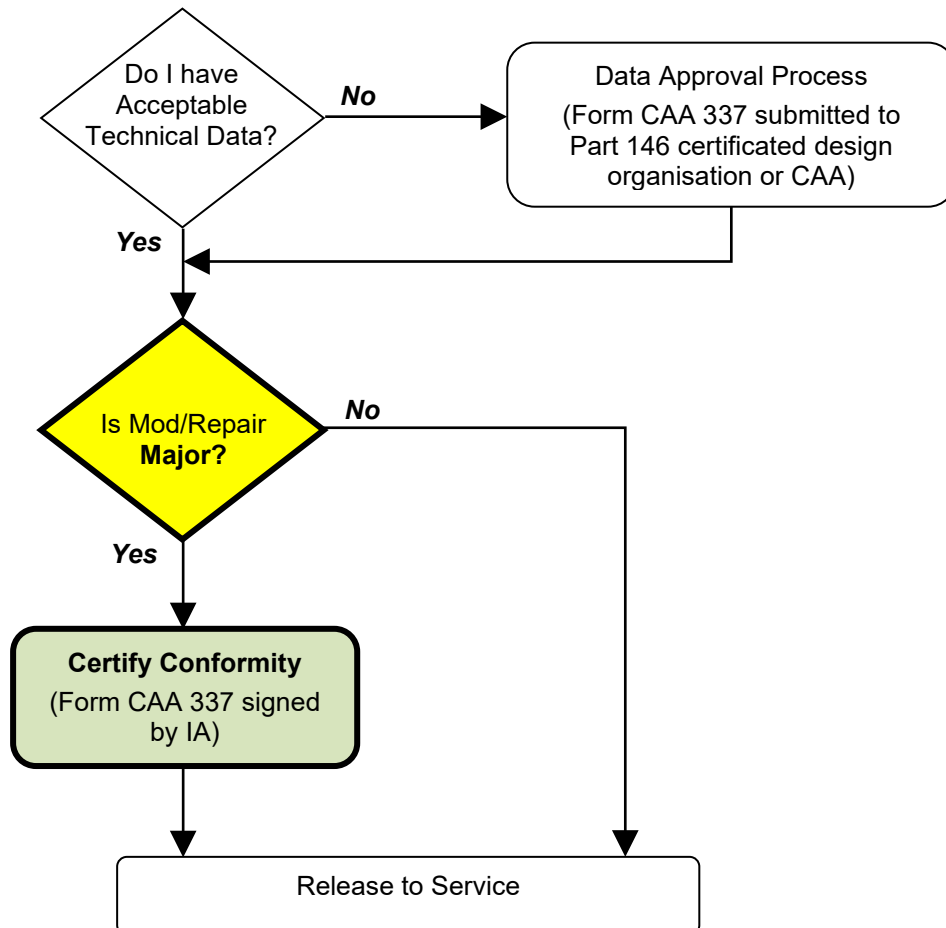 Do I have
Acceptable
Technical Data?
No
Data Approval Process
(Form CAA 337 submitted to
Part 146 certificated design
organisation or CAA)
Yes
Is Mod/Repair
Major?
No
Yes
Certify Conformity
(Form CAA 337 signed
by IA)
Release to Service